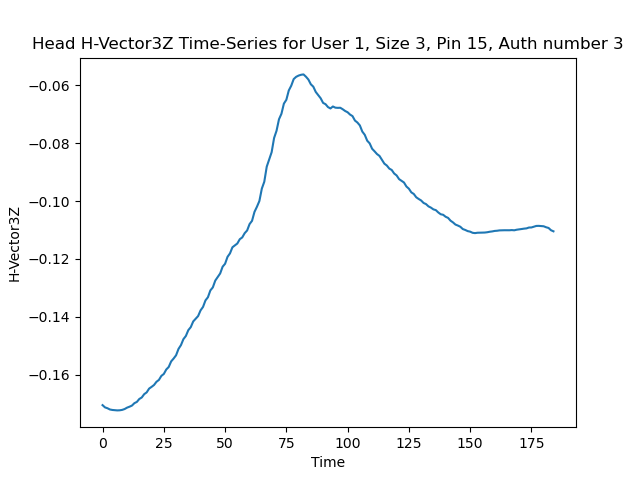 Head H-Vector3Z Time-Series for User 1, Size 3, Pin 15, Auth number 3
H-Vector3Z
−0.06
−0.08
−0.10
−0.12
−0.14
−0.16
0 25 50 75 100 125 150 175
Time